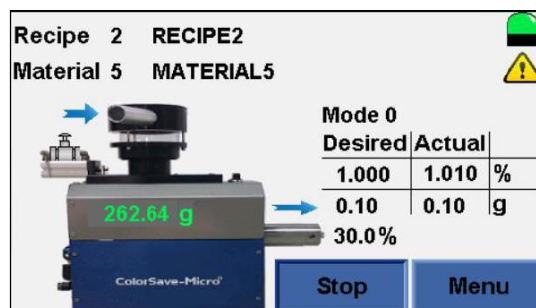 Recipe 2 RECIPE2
Material 5 MATERIAL5
Mode 0
Desired Actual
1.000 1.010 %
0.10 0.10 g
30.0%
262.64 g
ColorSave-Micro
Stop Menu